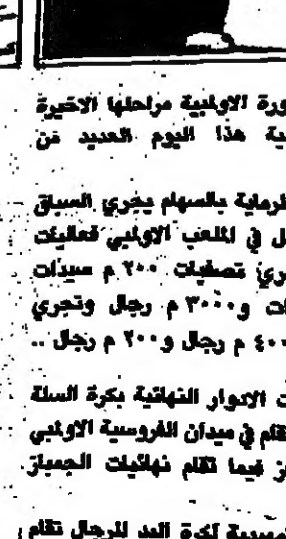 ورة الاولمبية مراحلها الاخيرة
ية هذا اليوم العديد من
لرماية بالسهام يجري السباق
ل في الملعب الاولمبي فعاليات
جري تصفيات ٢٠٠ م سيدات
ات و٣٠٠٠ م رجال وتجري
٤٠٠ م رجال و٢٠٠ م رجال ..
ت الادوار النهائية بكرة السلة
تقام في ميدان الفروسية الاولمبي
ز فيما تقام نهائيات الجمباز
لكرة اليد للرجال تقام